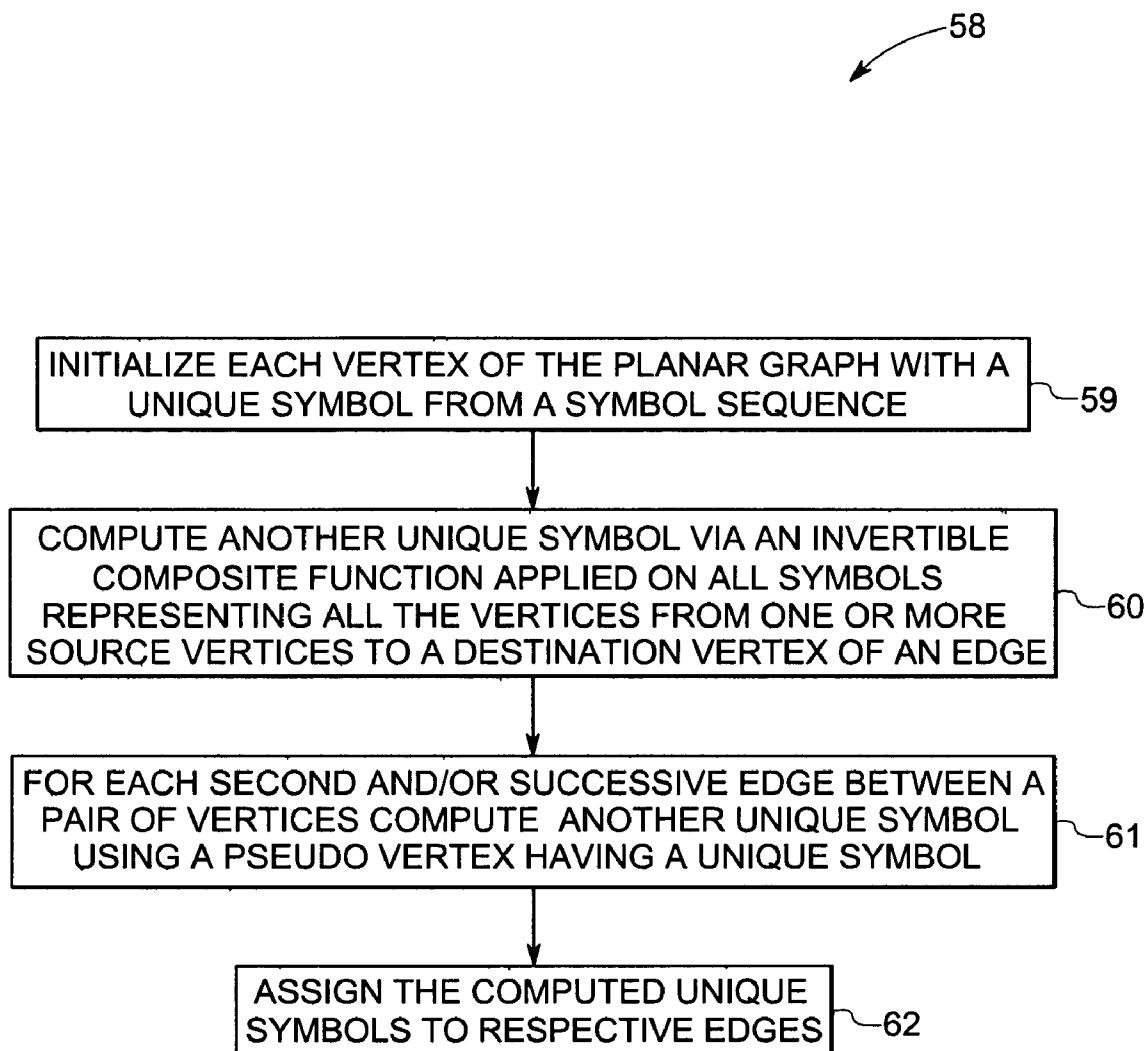 58
INITIALIZE EACH VERTEX OF THE PLANAR GRAPH WITH A
UNIQUE SYMBOL FROM A SYMBOL SEQUENCE
59
COMPUTE ANOTHER UNIQUE SYMBOL VIA AN INVERTIBLE
COMPOSITE FUNCTION APPLIED ON ALL SYMBOLS
REPRESENTING ALL THE VERTICES FROM ONE OR MORE
SOURCE VERTICES TO A DESTINATION VERTEX OF AN EDGE
60
FOR EACH SECOND AND/OR SUCCESSIVE EDGE BETWEEN A
PAIR OF VERTICES COMPUTE ANOTHER UNIQUE SYMBOL
USING A PSEUDO VERTEX HAVING A UNIQUE SYMBOL
61
ASSIGN THE COMPUTED UNIQUE
SYMBOLS TO RESPECTIVE EDGES
62